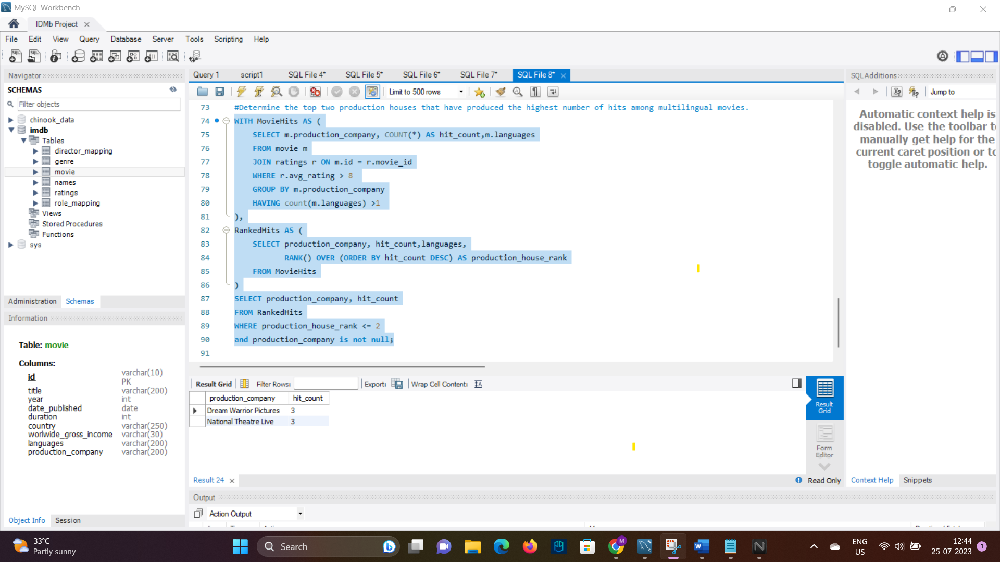 MySQL Workbench
IDMb Project
File Edit View Query Database Server Tools Scripting Help
Navigator
SCHEMAS
Filter objects
chinook_data
imdb
Tables
director_mapping
genre
movie
names
ratings
role_mapping
Views
Stored Procedures
Functions
sys
Administration Schemas
Information
Table: movie
Columns:
id varchar(10) PK
title varchar(200)
year int
date_published date
duration int
country varchar(250)
worlwide_gross_income varchar(30)
languages varchar(200)
production_company varchar(200)
Object Info Session
Query 1 script1 SQL File 4* SQL File 5* SQL File 6* SQL File 7* SQL File 8*
Limit to 500 rows
73 #Determine the top two production houses that have produced the highest number of hits among multilingual movies.
74 WITH MovieHits AS (
75 SELECT m.production_company, COUNT(*) AS hit_count,m.languages
76 FROM movie m
77 JOIN ratings r ON m.id = r.movie_id
78 WHERE r.avg_rating > 8
79 GROUP BY m.production_company
80 HAVING count(m.languages) >1
81 ),
82 RankedHits AS (
83 SELECT production_company, hit_count,languages,
84 RANK() OVER (ORDER BY hit_count DESC) AS production_house_rank
85 FROM MovieHits
86 )
87 SELECT production_company, hit_count
88 FROM RankedHits
89 WHERE production_house_rank <= 2
90 and production_company is not null;
91
Result Grid Filter Rows: Export: Wrap Cell Content:
production_company hit_count
Dream Warrior Pictures 3
National Theatre Live 3
Result Grid
Form Editor
Result 24
Read Only
Output
Action Output
SQLAdditions
Jump to
Automatic context help is
disabled. Use the toolbar
manually get help for the
current caret position or
toggle automatic help.
Context Help Snippets
33°C
Partly sunny
Search
ENG
US
12:44
25-07-2023
1